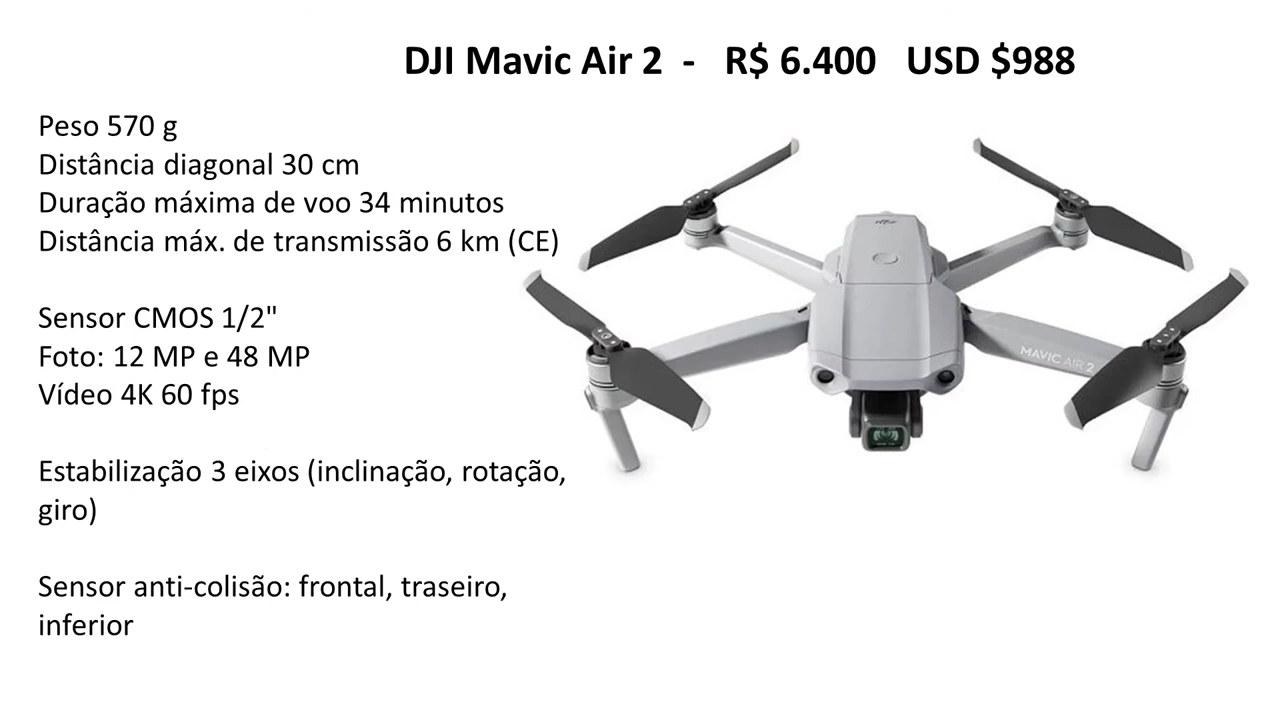 DJI Mavic Air 2 - R$ 6.400 USD $988
Peso 570 g
Distância diagonal 30 cm
Duração máxima de voo 34 minutos
Distância máx. de transmissão 6 km (CE)
Sensor CMOS 1/2"
Foto: 12 MP e 48 MP
Vídeo 4K 60 fps
Estabilização 3 eixos (inclinação, rotação,
giro)
Sensor anti-colisão: frontal, traseiro,
inferior
MAVIC AIR 2